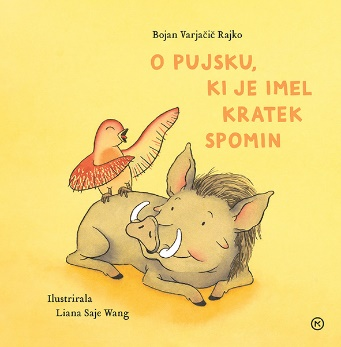 Bojan Varjačič Rajko
O PUJSKU,
KI JE IMEL
KRATEK
SPOMIN
Ilustrirala
Liana Saje Wang
M